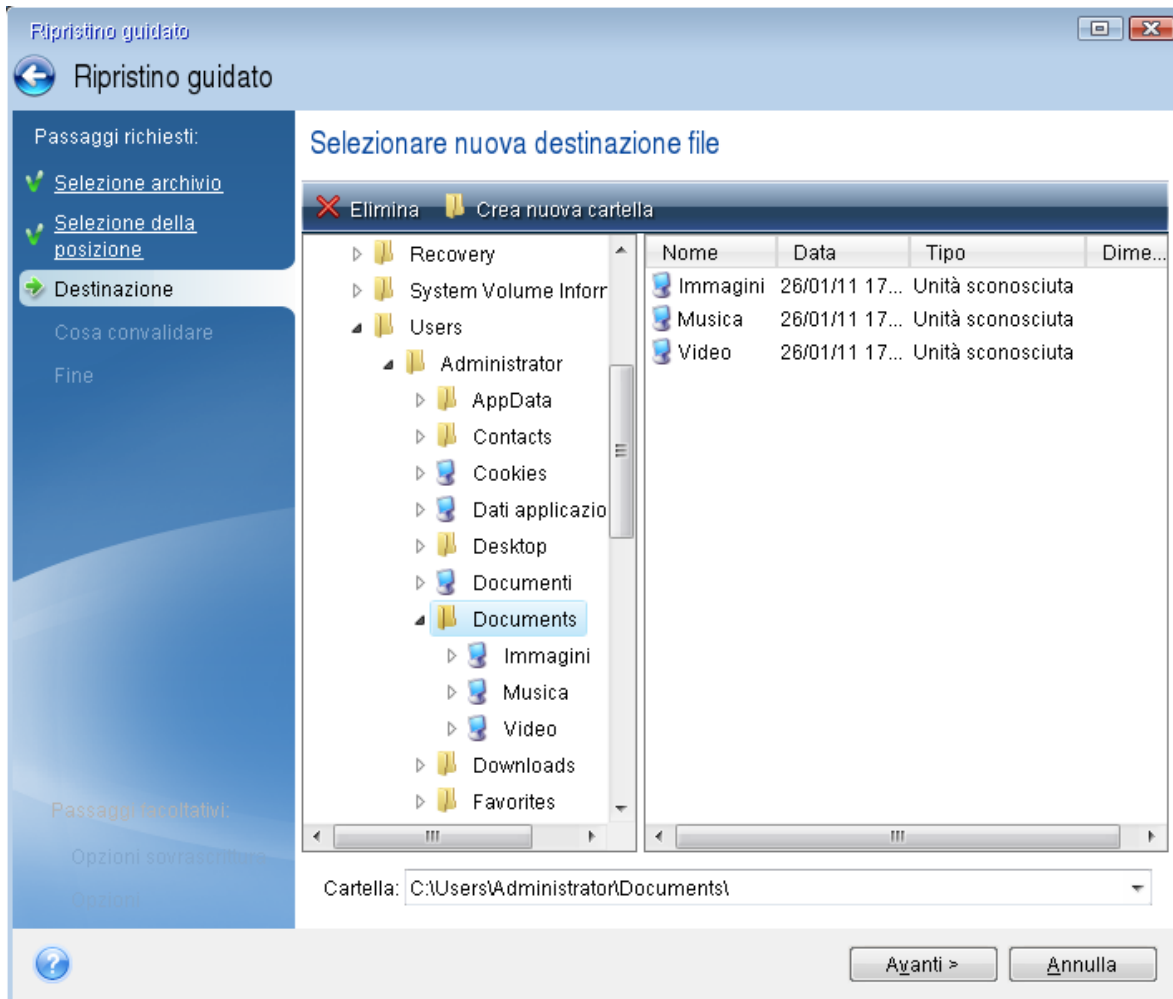 Ripristino guidato
Ripristino guidato
Passaggi richiesti:
Selezione archivio
Selezione della
posizione
Destinazione
Cosa convalidare
Fine
Passaggi facoltativi:
Opzioni
Opzioni
Selezionare nuova destinazione file
Elimina Crea nuova cartella
Recovery
System Volume Inforr
Users
Administrator
AppData
Contacts
Cookies
Dati applicazio
Desktop
Documenti
Documents
Immagini
Musica
Video
Downloads
Favorites
Nome Data Tipo Dime...
Immagini 26/01/11 17... Unità sconosciuta
Musica 26/01/11 17... Unità sconosciuta
Video 26/01/11 17... Unità sconosciuta
Cartella: C:\Users\Administrator\Documents\
Avanti > Annulla